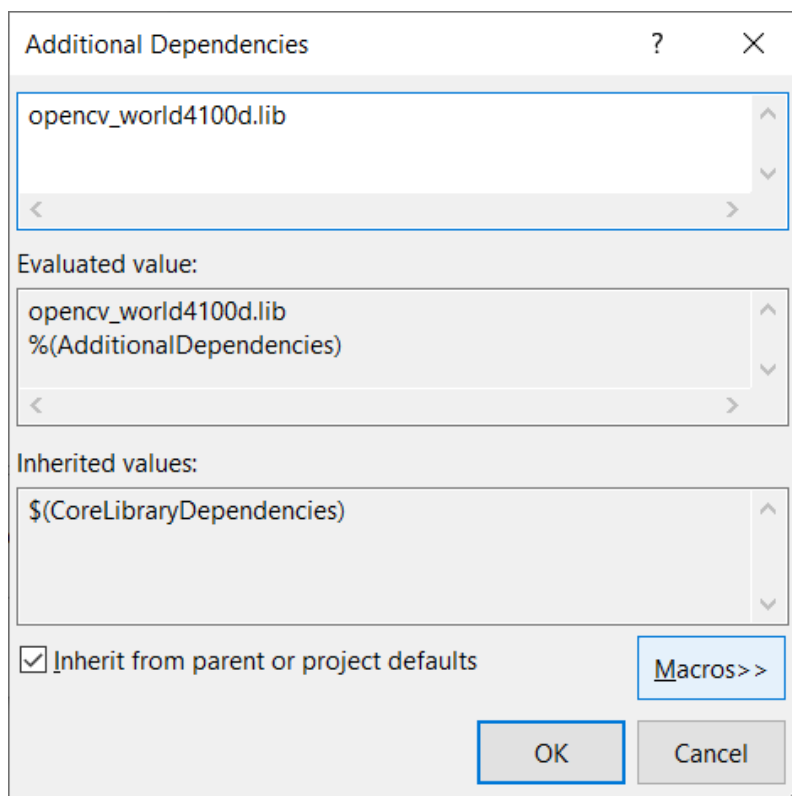 Additional Dependencies
?
opencv_world4100d.lib
Evaluated value:
opencv_world4100d.lib
%(AdditionalDependencies)
Inherited values:
$(CoreLibraryDependencies)
Inherit from parent or project defaults
Macros>>
OK
Cancel